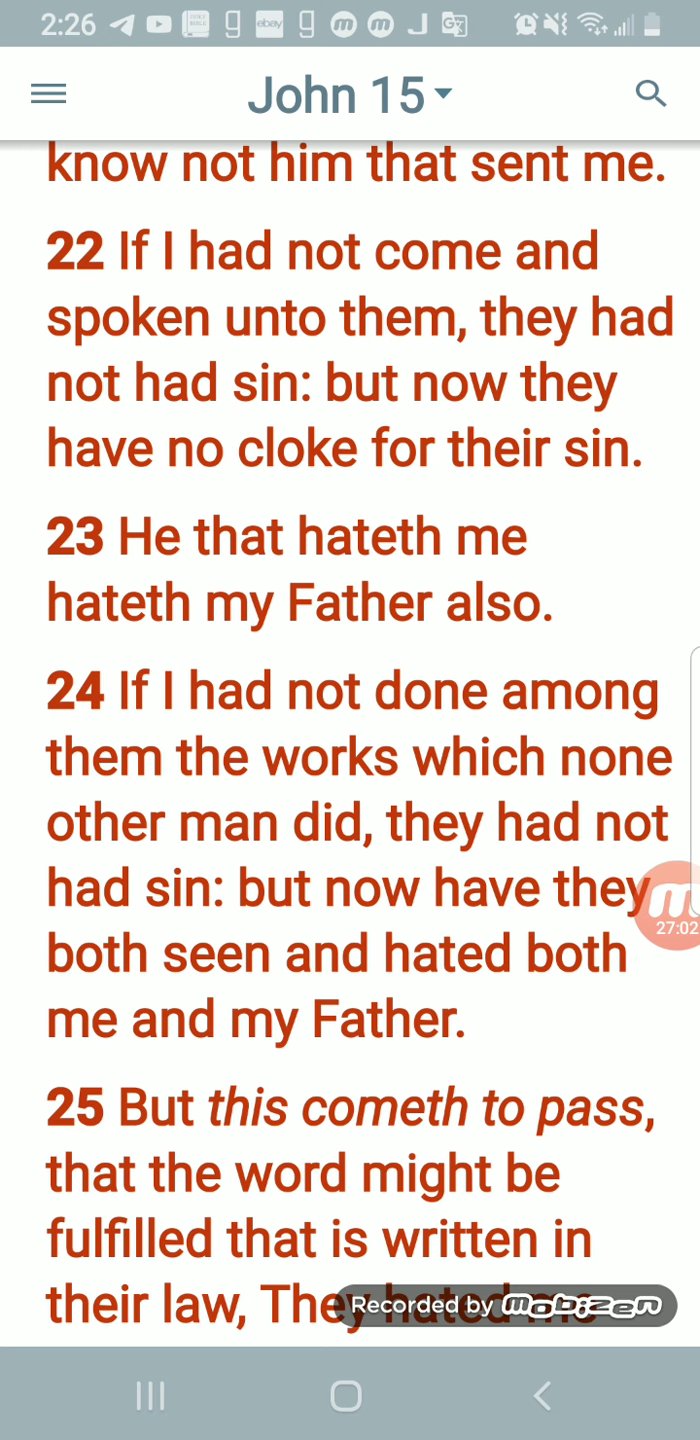 2:26
ebay
John 15
know not him that sent me.
22 If I had not come and
spoken unto them, they had
not had sin: but now they
have no cloke for their sin.
23 He that hateth me
hateth my Father also.
24 If I had not done among
them the works which none
other man did, they had not
had sin: but now have they
27:02
both seen and hated both
me and my Father.
25 But this cometh to pass,
that the word might be
fulfilled that is written in
their law, They hated me
Recorded by mobizen